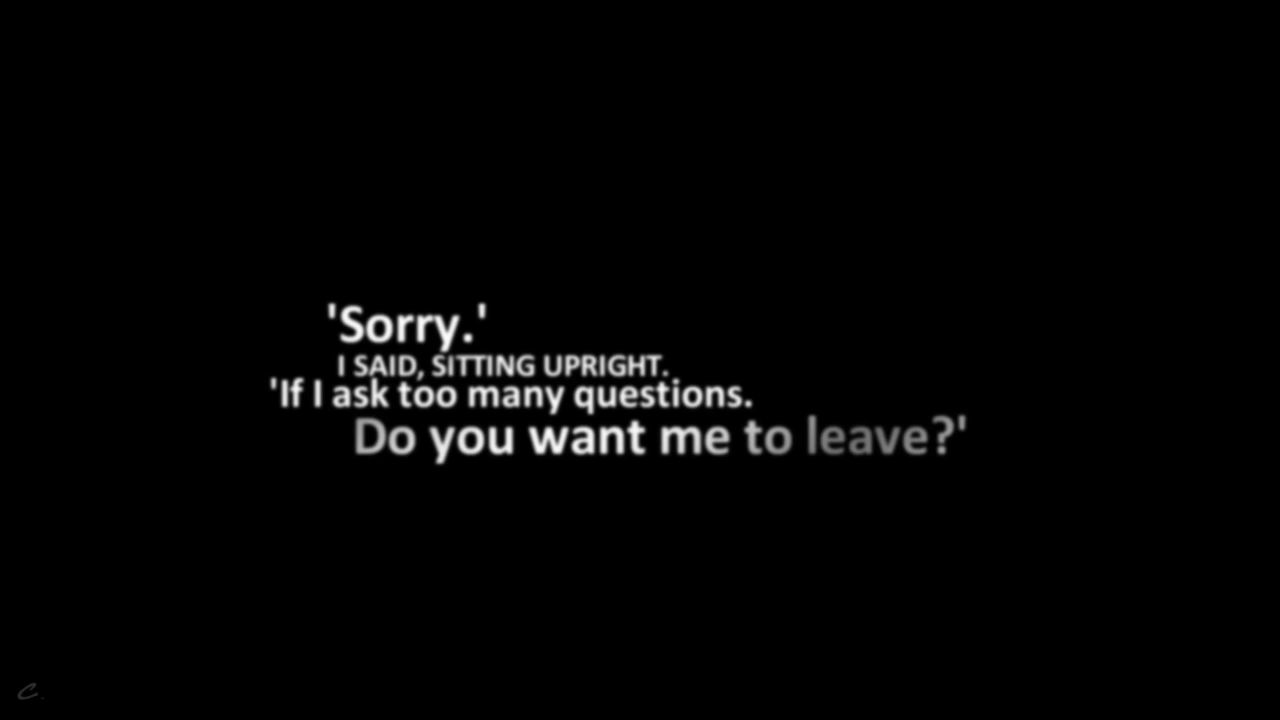 'Sorry.'
I SAID, SITTING UPRIGHT.
'If I ask too many questions.
Do you want me to leave?'
C.